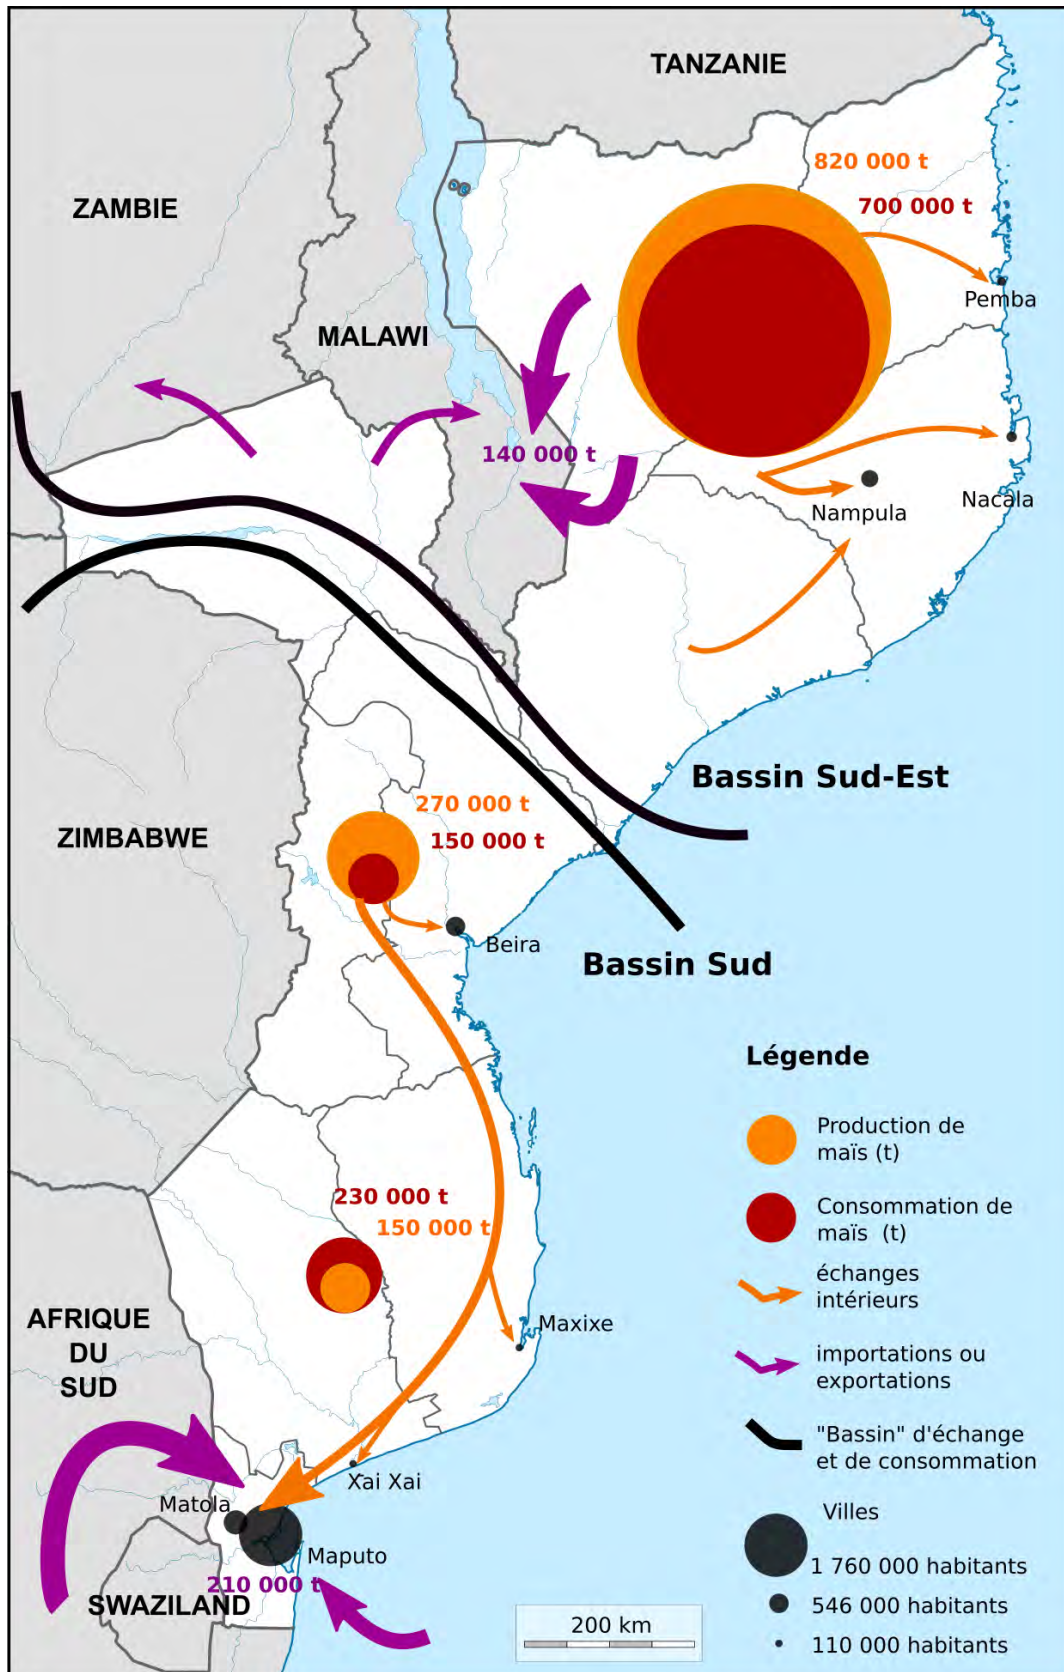 TANZANIE
820 000 t
700 000 t
ZAMBIE
Pemba
MALAWI
140 000 t
Nampula
Nacala
Bassin Sud-Est
270 000 t
150 000 t
ZIMBABWE
Beira
Bassin Sud
230 000 t
150 000 t
Maxixe
AFRIQUE
DU
SUD
Xai Xai
Matola
Maputo
210 000 t
SWAZILAND
200 km
Légende
Production de
maïs (t)
Consommation de
maïs (t)
échanges
intérieurs
importations ou
exportations
"Bassin" d'échange
et de consommation
Villes
1 760 000 habitants
546 000 habitants
110 000 habitants